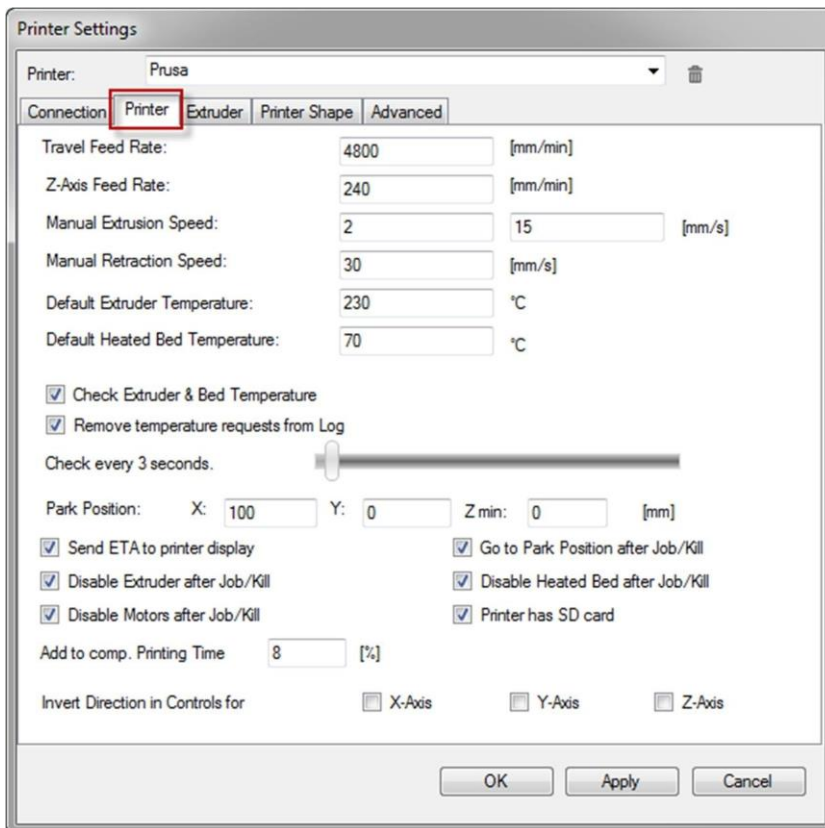 Printer Settings
Printer: Prusa
Connection Printer Extruder Printer Shape Advanced
Travel Feed Rate: 4800 [mm/min]
Z-Axis Feed Rate: 240 [mm/min]
Manual Extrusion Speed: 2 15 [mm/s]
Manual Retraction Speed: 30 [mm/s]
Default Extruder Temperature: 230 °C
Default Heated Bed Temperature: 70 °C
Check Extruder & Bed Temperature
Remove temperature requests from Log
Check every 3 seconds.
Park Position: X: 100 Y: 0 Z min: 0 [mm]
Send ETA to printer display Go to Park Position after Job/Kill
Disable Extruder after Job/Kill Disable Heated Bed after Job/Kill
Disable Motors after Job/Kill Printer has SD card
Add to comp. Printing Time 8 [%]
Invert Direction in Controls for X-Axis Y-Axis Z-Axis
OK Apply Cancel